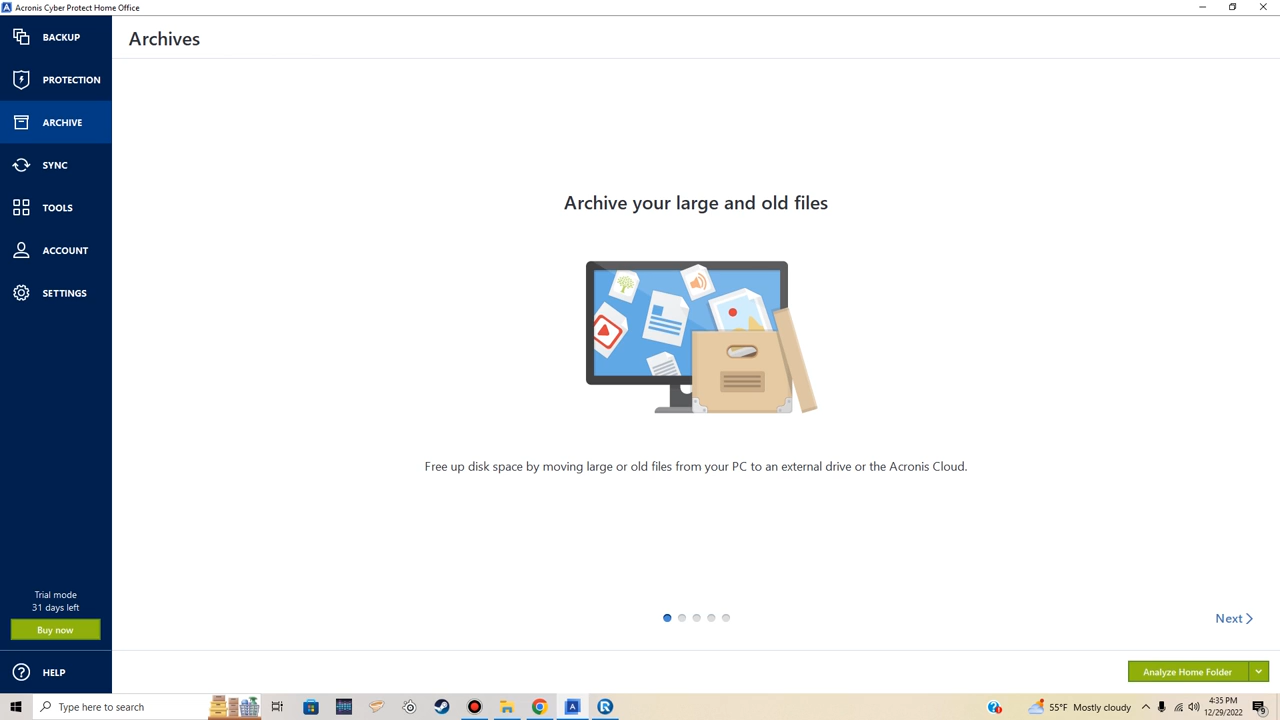 Acronis Cyber Protect Home Office
BACKUP
PROTECTION
ARCHIVE
SYNC
TOOLS
ACCOUNT
SETTINGS
Trial mode
31 days left
Buy now
HELP
Archives
Archive your large and old files
Free up disk space by moving large or old files from your PC to an external drive or the Acronis Cloud.
Next
Analyze Home Folder
Type here to search
55°F Mostly cloudy
4:35 PM
12/29/2022